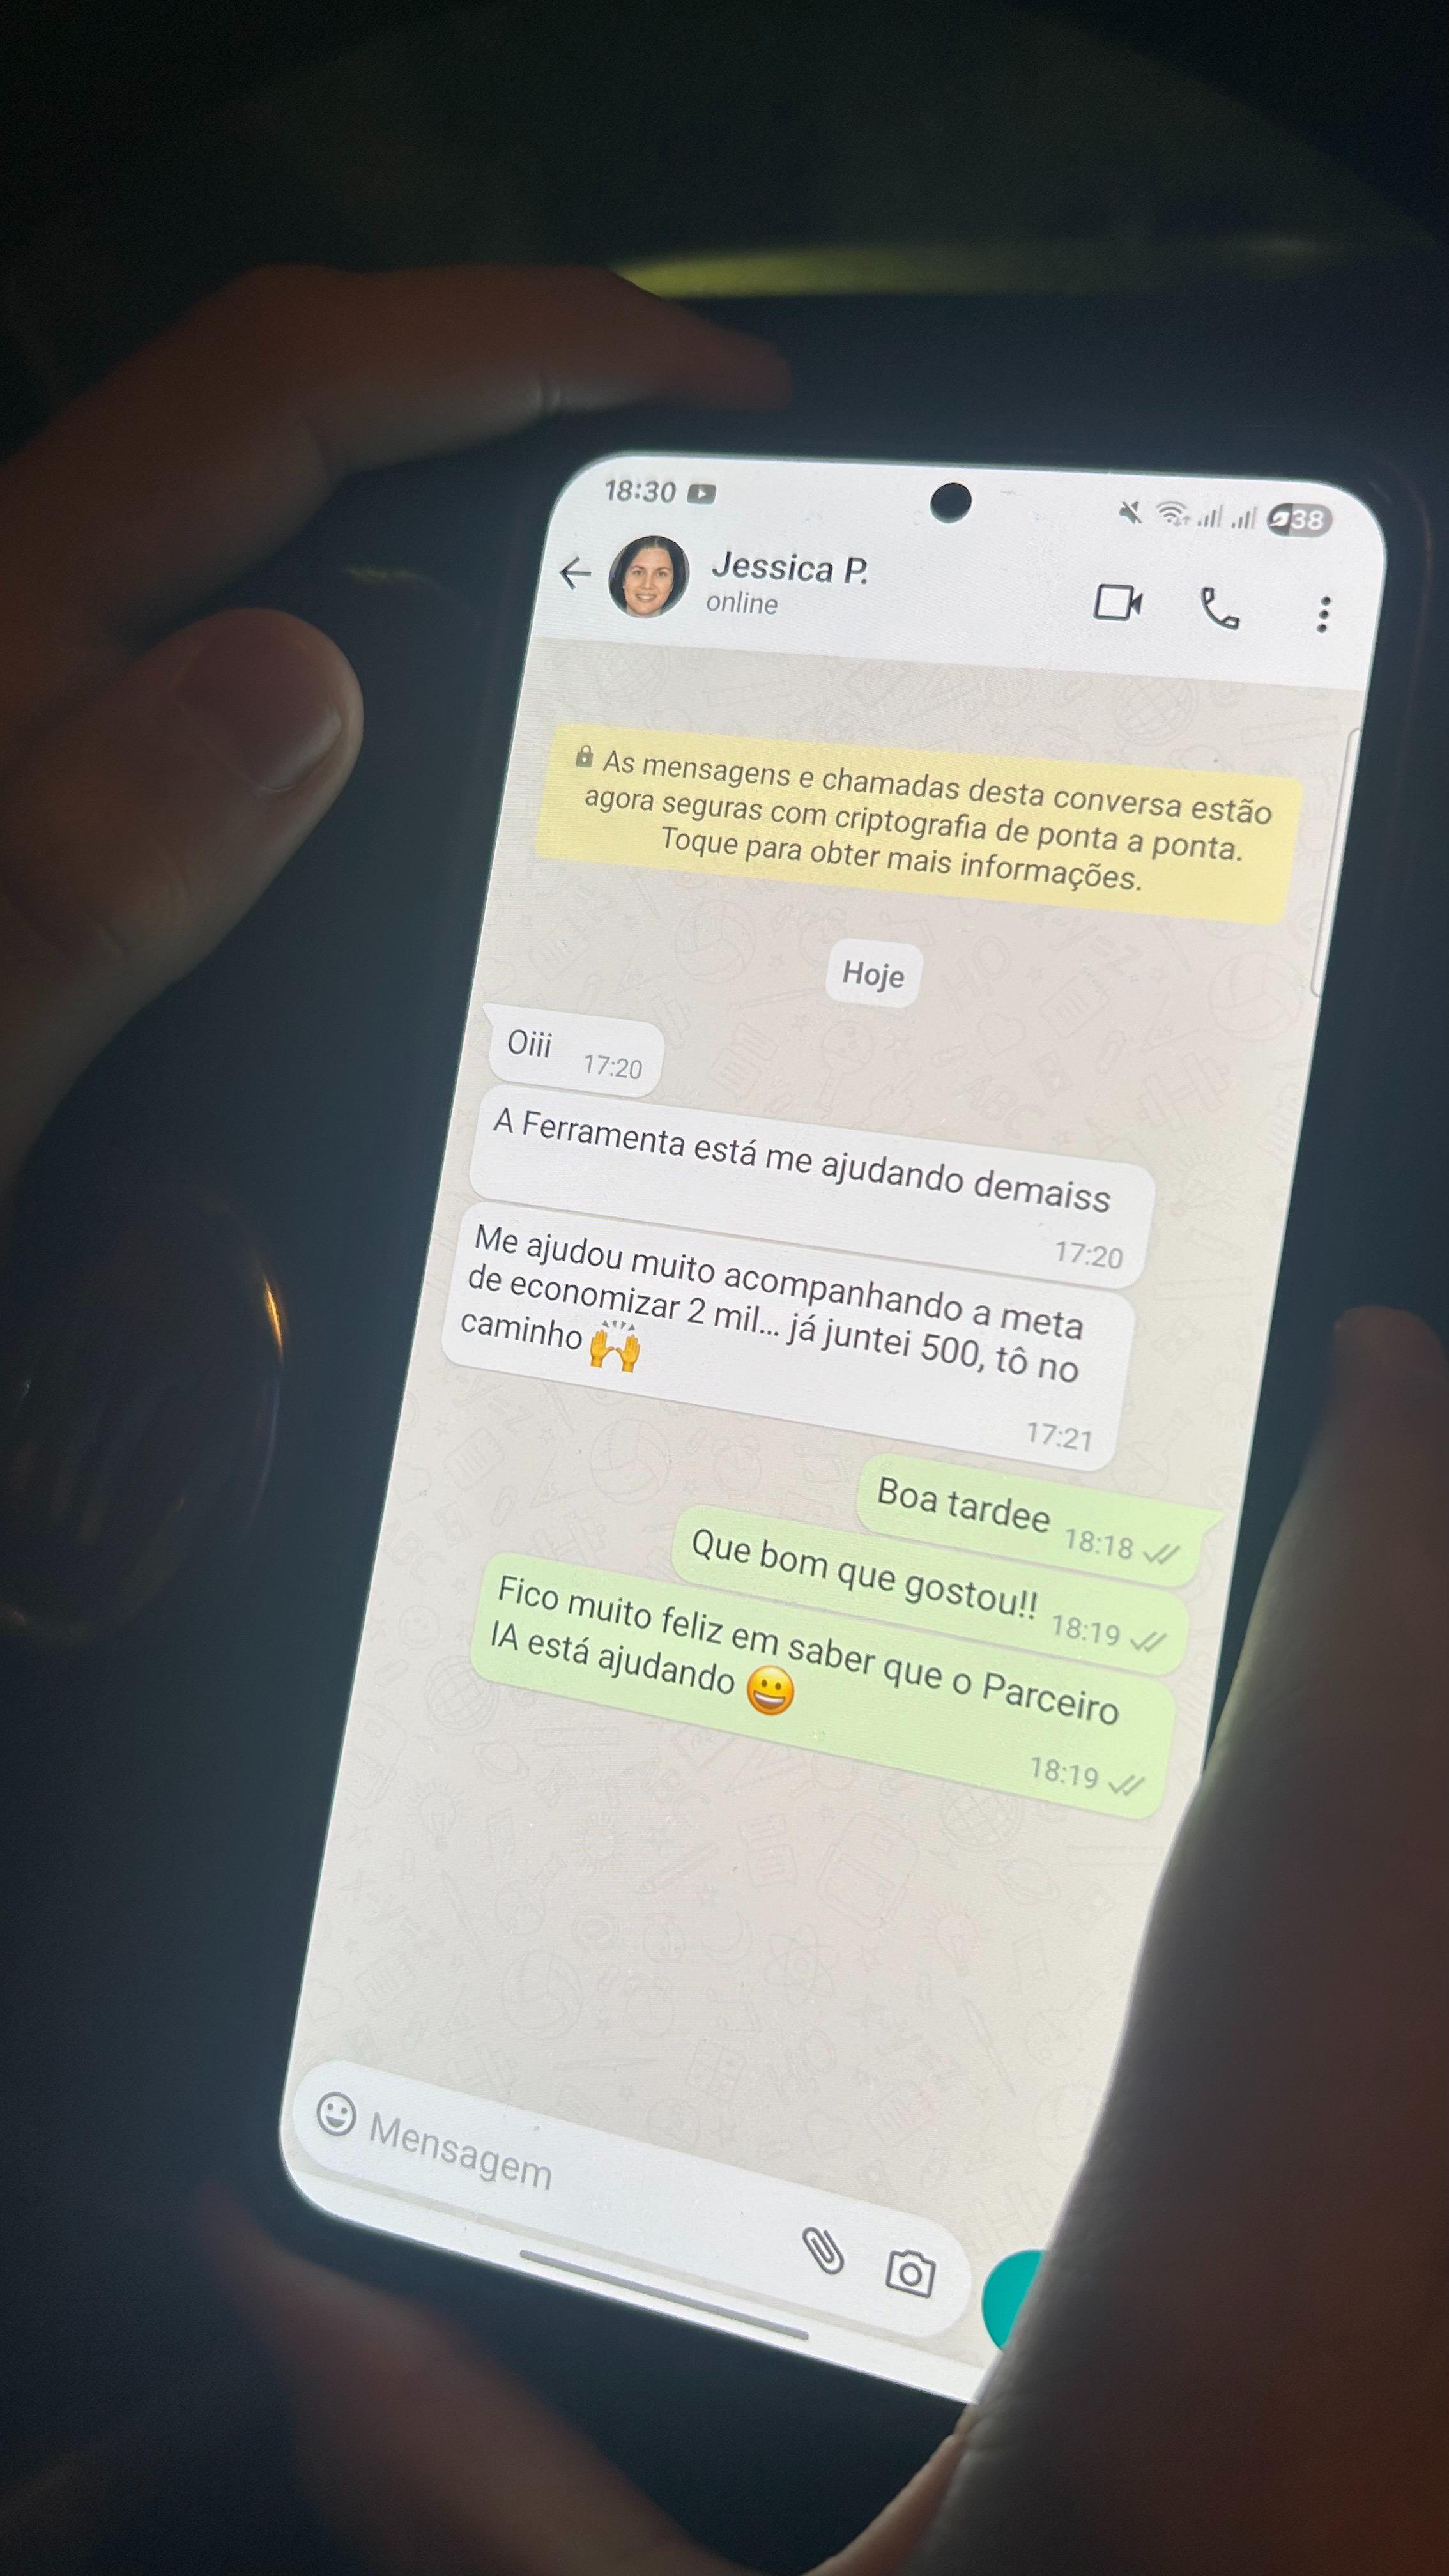 18:30
38
Jessica P.
online
As mensagens e chamadas desta conversa estão
agora seguras com criptografia de ponta a ponta.
Toque para obter mais informações.
Hoje
Oiii 17:20
A Ferramenta está me ajudando demaiss
17:20
Me ajudou muito acompanhando a meta
de economizar 2 mil... já juntei 500, tô no
caminho 🙌
17:21
Boa tardee 18:18
Que bom que gostou!! 18:19
Fico muito feliz em saber que o Parceiro
IA está ajudando 😀
18:19
Mensagem